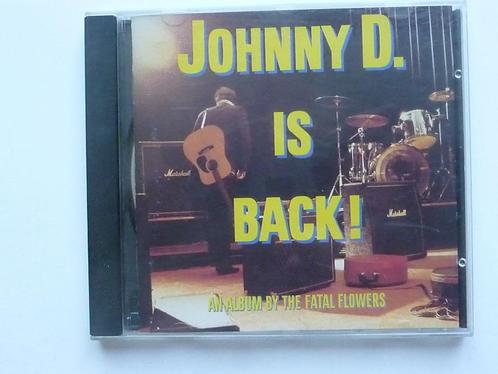 JOHNNY D.
IS
BACK!
Marshall
Marshall
AN ALBUM BY THE FATAL FLOWERS